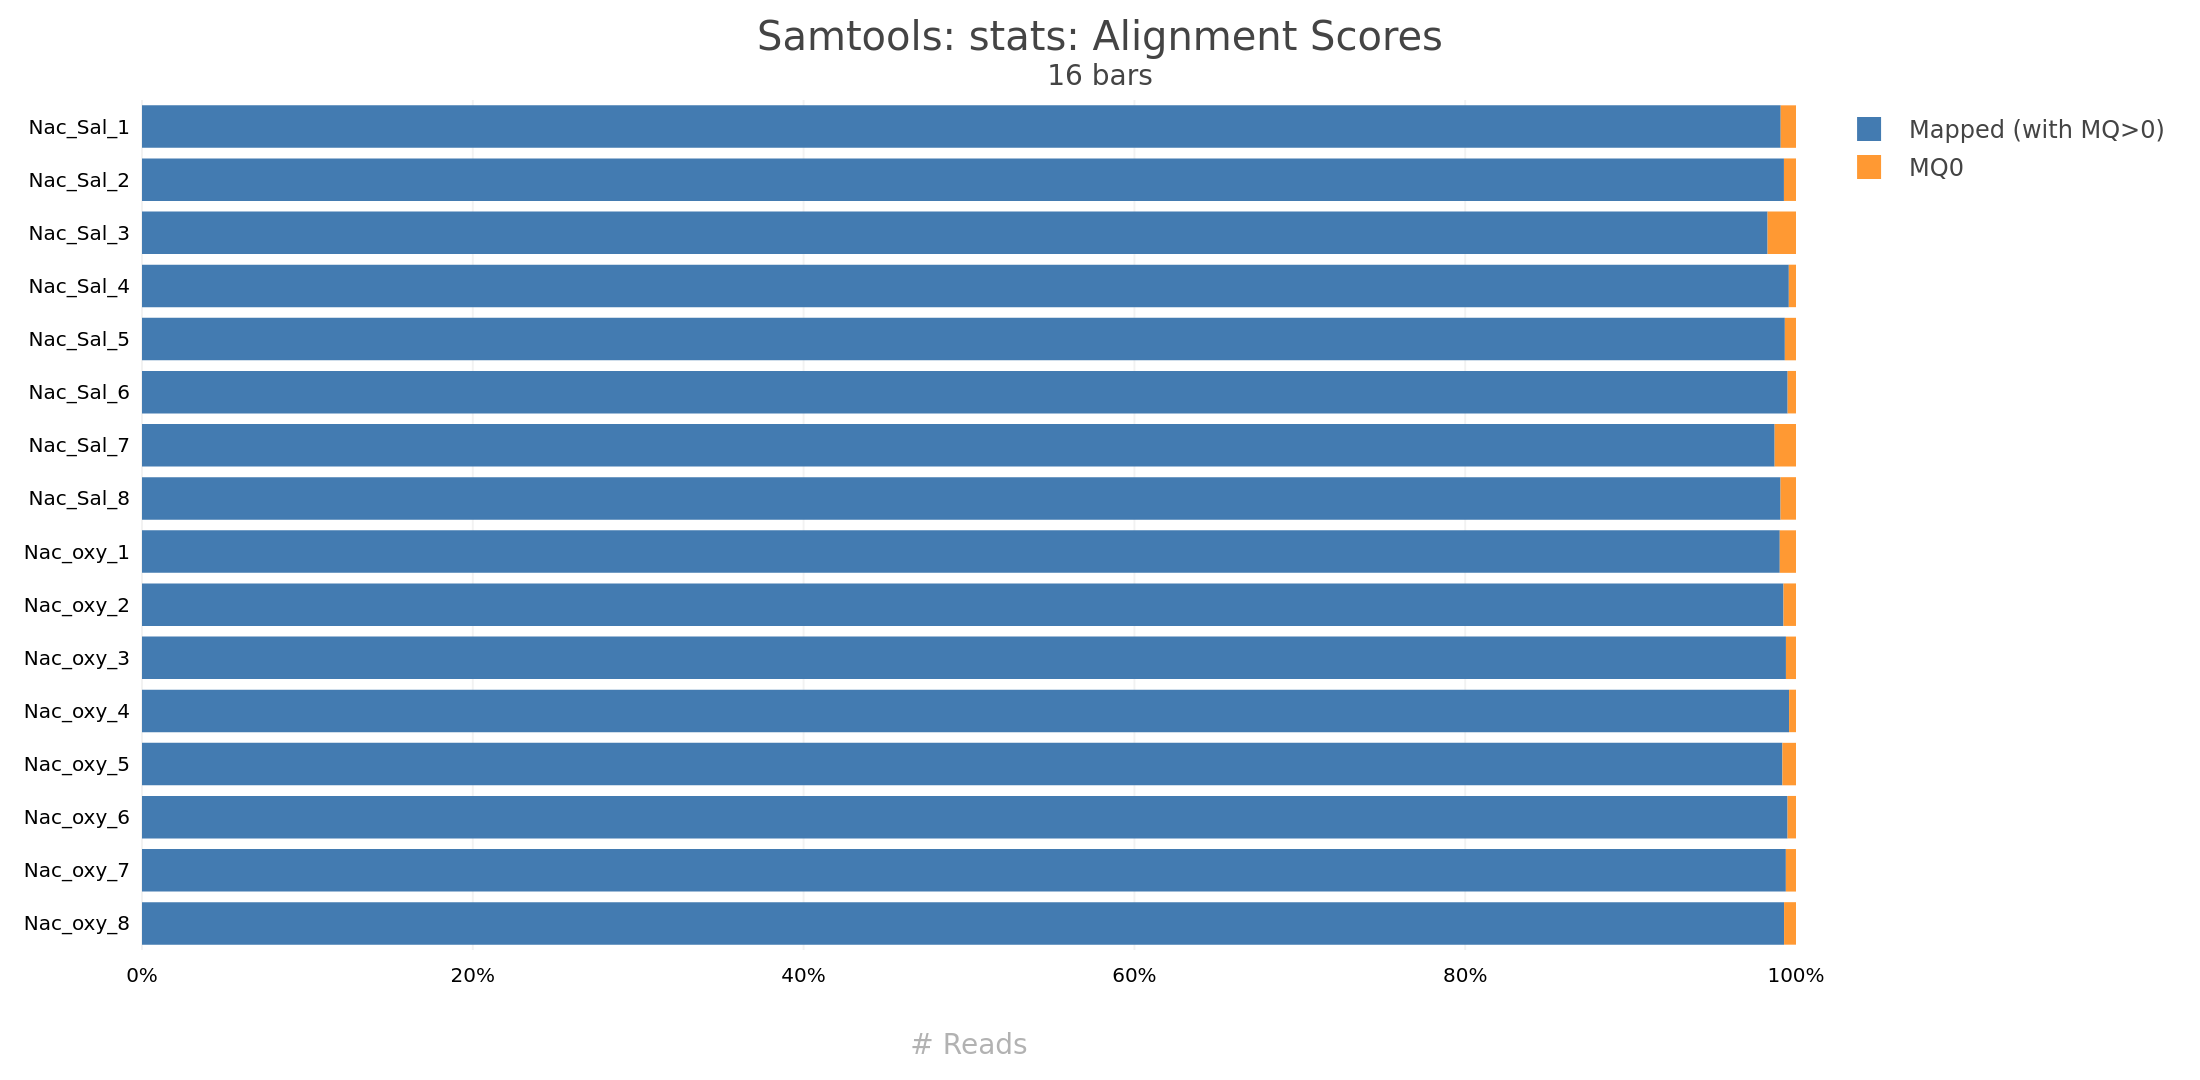 Samtools: stats: Alignment Scores
16 bars
Nac_Sal_1
Nac_Sal_2
Nac_Sal_3
Nac_Sal_4
Nac_Sal_5
Nac_Sal_6
Nac_Sal_7
Nac_Sal_8
Nac_oxy_1
Nac_oxy_2
Nac_oxy_3
Nac_oxy_4
Nac_oxy_5
Nac_oxy_6
Nac_oxy_7
Nac_oxy_8
0% 20% 40% 60% 80% 100%
# Reads
Mapped (with MQ>0)
MQ0